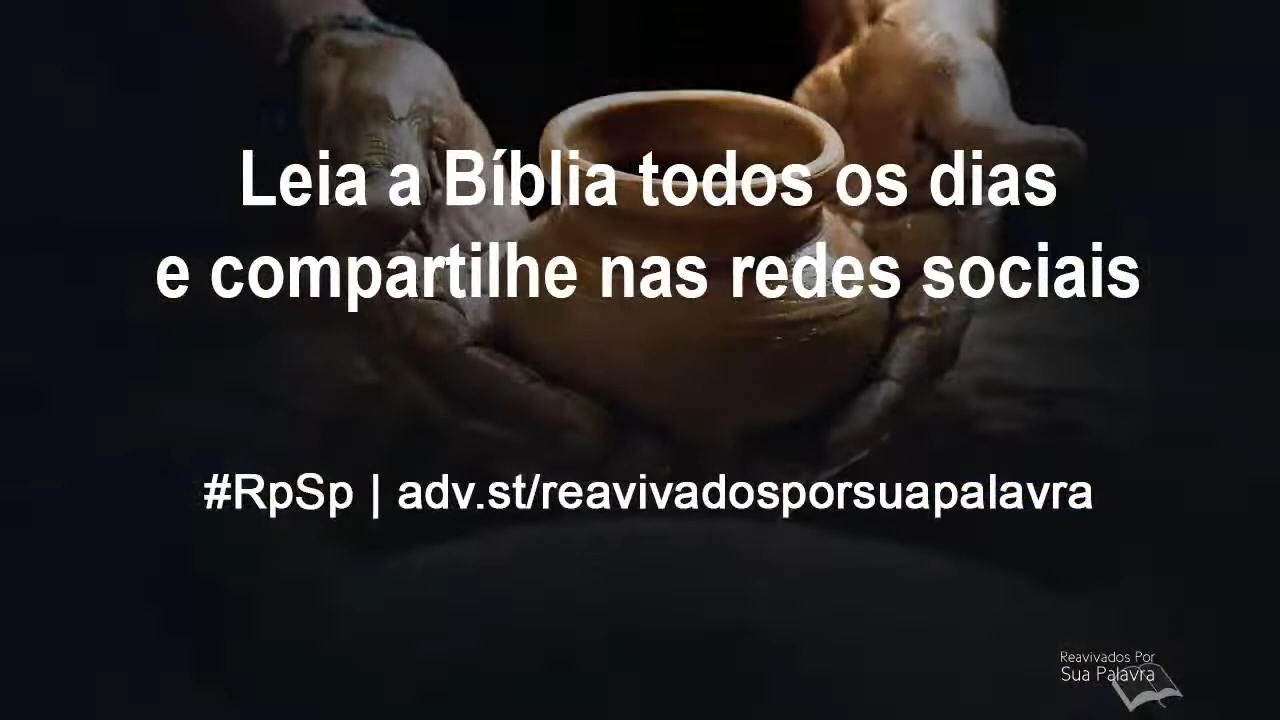 Leia a Bíblia todos os dias
e compartilhe nas redes sociais
#RpSp | adv.st/reavivadosporsuapalavra
Reavivados Por
Sua Palavra